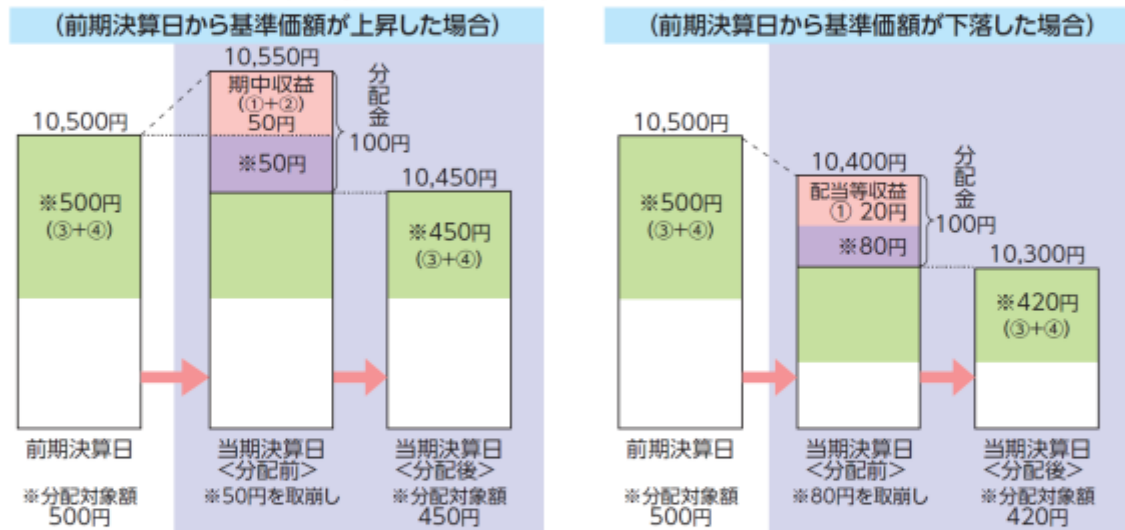 (前期決算日から基準価額が上昇した場合)
10,550円
期中収益
(①+②)
50円
分配金
100円
10,500円
※50円
10,450円
※500円
(③+④)
※450円
(③+④)
前期決算日
当期決算日
<分配前>
当期決算日
<分配後>
※分配対象額
500円
※50円を取崩し
※分配対象額
450円
(前期決算日から基準価額が下落した場合)
10,500円
10,400円
配当等収益
① 20円
分配金
100円
※500円
(③+④)
※80円
10,300円
※420円
(③+④)
前期決算日
当期決算日
<分配前>
当期決算日
<分配後>
※分配対象額
500円
※80円を取崩し
※分配対象額
420円